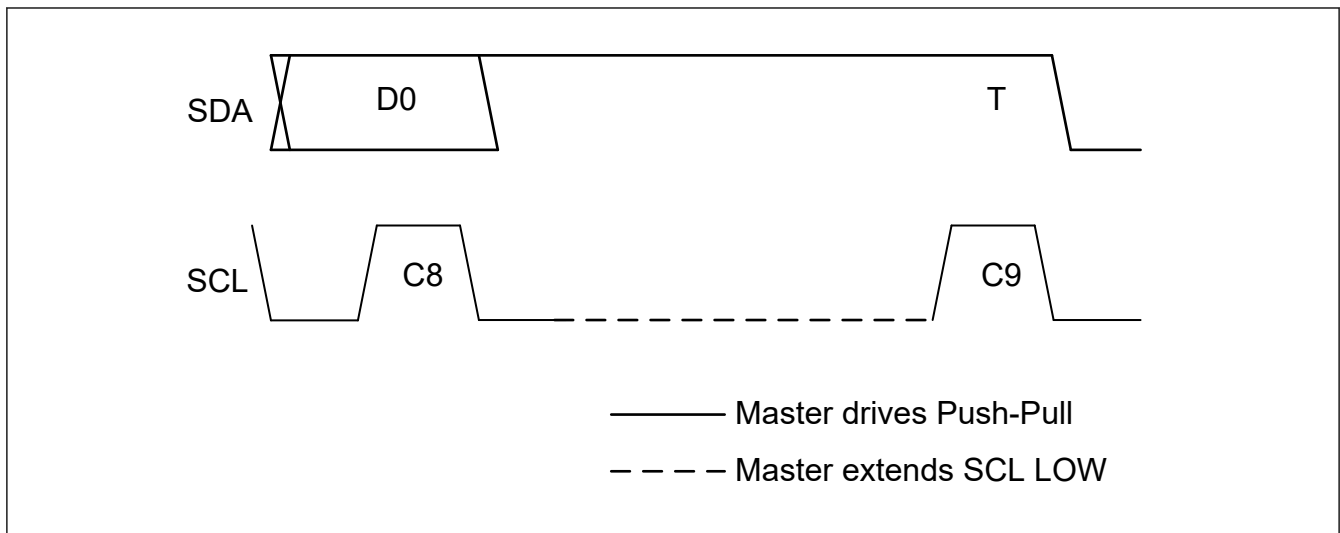 SDA
D0
T
SCL
C8
C9
Master drives Push-Pull
Master extends SCL LOW